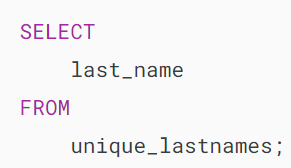 SELECT
    last_name
FROM
    unique_lastnames;